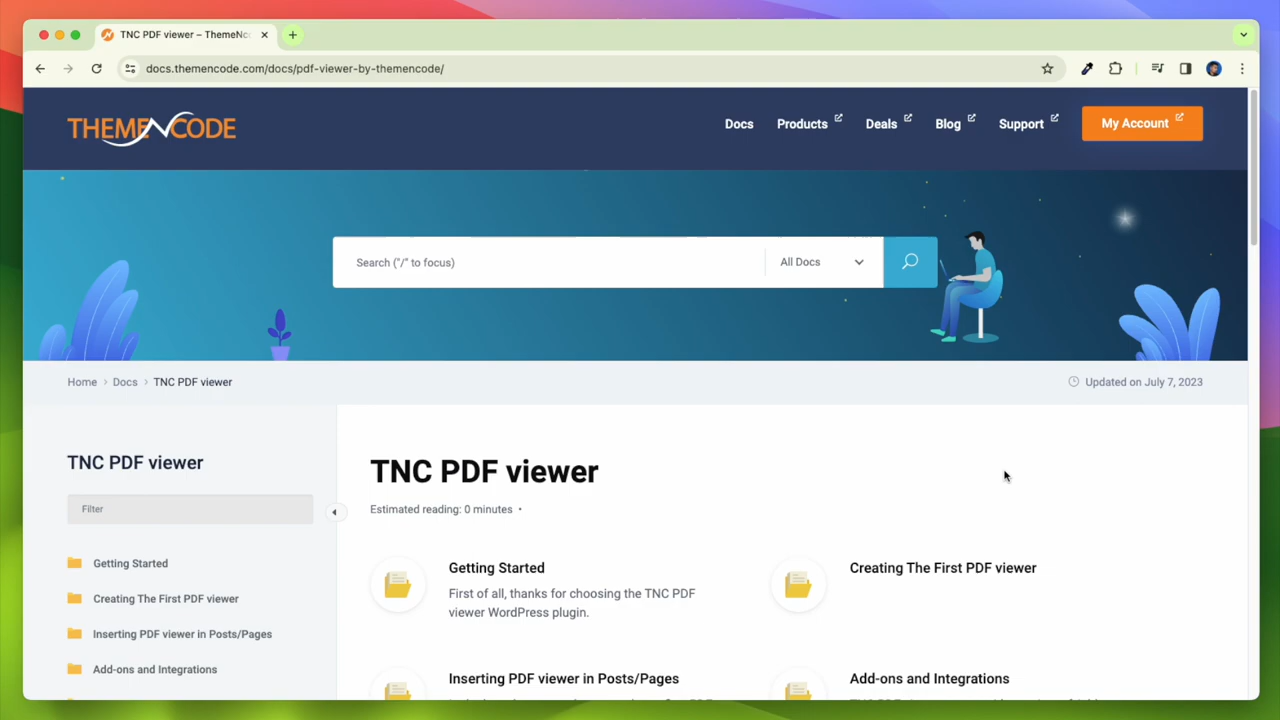 TNC PDF viewer – ThemeNc
docs.themencode.com/docs/pdf-viewer-by-themencode/
THEMENCODE
Docs
Products
Deals
Blog
Support
My Account
Search ("/" to focus)
All Docs
Home › Docs › TNC PDF viewer
Updated on July 7, 2023
TNC PDF viewer
Filter
Getting Started
Creating The First PDF viewer
Inserting PDF viewer in Posts/Pages
Add-ons and Integrations
TNC PDF viewer
Estimated reading: 0 minutes •
Getting Started
First of all, thanks for choosing the TNC PDF
viewer WordPress plugin.
Creating The First PDF viewer
Inserting PDF viewer in Posts/Pages
Add-ons and Integrations